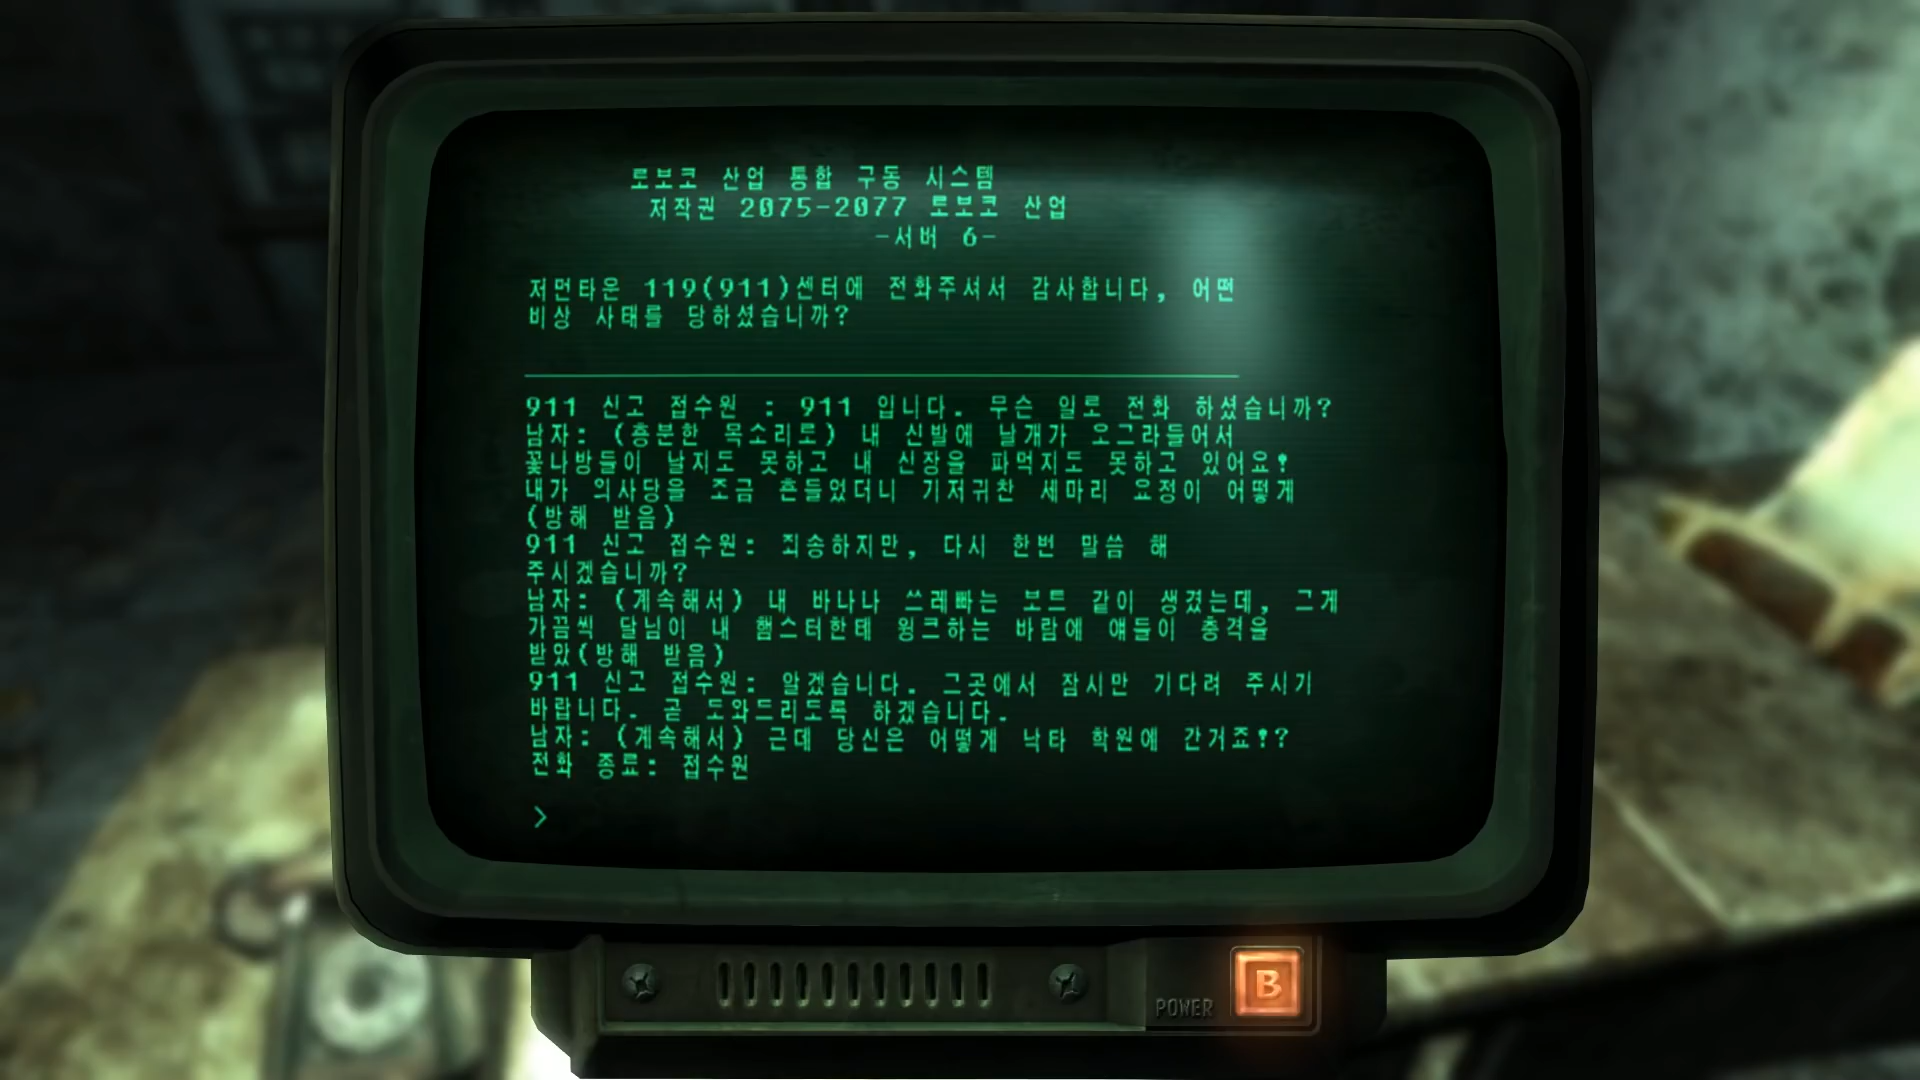 로보코 산업 통합 구동 시스템
저작권 2075-2077 로보코 산업
-서버 6-
저먼타운 119(911)센터에 전화주셔서 감사합니다, 어떤
비상 사태를 당하셨습니까?
911 신고 접수원 : 911 입니다. 무슨 일로 전화 하셨습니까?
남자: (흥분한 목소리로) 내 신발에 날개가 오그라들어서
꽃나방들이 날지도 못하고 내 신장을 파먹지도 못하고 있어요!
내가 의사당을 조금 흔들었더니 기저귀찬 세마리 요정이 어떻게
(방해 받음)
911 신고 접수원: 죄송하지만, 다시 한번 말씀 해
주시겠습니까?
남자: (계속해서) 내 바나나 쓰레빠는 보트 같이 생겼는데, 그게
가끔씩 달님이 내 햄스터한테 윙크하는 바람에 얘들이 충격을
받았(방해 받음)
911 신고 접수원: 알겠습니다. 그곳에서 잠시만 기다려 주시기
바랍니다. 곧 도와드리도록 하겠습니다.
남자: (계속해서) 근데 당신은 어떻게 낙타 학원에 간거죠!?
전화 종료: 접수원
>
POWER
B